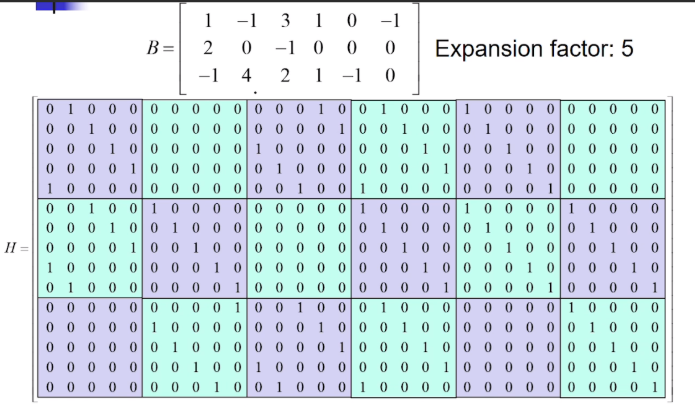 1 −1 3 1 0 −1
B = 2 0 −1 0 0 0 Expansion factor: 5
−1 4 2 1 −1 0
0 1 0 0 0 0 0 0 0 0 0 0 0 1 0 0 1 0 0 0 1 0 0 0 0 0 0 0 0 0
0 0 1 0 0 0 0 0 0 0 0 0 0 0 1 0 0 1 0 0 0 1 0 0 0 0 0 0 0 0
0 0 0 1 0 0 0 0 0 0 1 0 0 0 0 0 0 0 1 0 0 0 1 0 0 0 0 0 0 0
0 0 0 0 1 0 0 0 0 0 0 1 0 0 0 0 0 0 0 1 0 0 0 1 0 0 0 0 0 0
1 0 0 0 0 0 0 0 0 0 0 0 1 0 0 1 0 0 0 0 0 0 0 0 1 0 0 0 0 0
0 0 1 0 0 1 0 0 0 0 0 0 0 0 0 1 0 0 0 0 1 0 0 0 0 1 0 0 0 0
0 0 0 1 0 0 1 0 0 0 0 0 0 0 0 0 1 0 0 0 0 1 0 0 0 0 1 0 0 0
H = 0 0 0 0 1 0 0 1 0 0 0 0 0 0 0 0 0 1 0 0 0 0 1 0 0 0 0 1 0 0
1 0 0 0 0 0 0 0 1 0 0 0 0 0 0 0 0 0 1 0 0 0 0 1 0 0 0 0 1 0
0 1 0 0 0 0 0 0 0 1 0 0 0 0 0 0 0 0 0 1 0 0 0 0 1 0 0 0 0 1
0 0 0 0 0 0 0 0 0 1 0 0 1 0 0 0 1 0 0 0 0 0 0 0 0 1 0 0 0 0
0 0 0 0 0 1 0 0 0 0 0 0 0 1 0 0 0 1 0 0 0 0 0 0 0 0 1 0 0 0
0 0 0 0 0 0 1 0 0 0 0 0 0 0 1 0 0 0 1 0 0 0 0 0 0 0 0 1 0 0
0 0 0 0 0 0 0 1 0 0 1 0 0 0 0 0 0 0 0 1 0 0 0 0 0 0 0 0 1 0
0 0 0 0 0 0 0 0 1 0 0 1 0 0 0 1 0 0 0 0 0 0 0 0 0 0 0 0 0 1